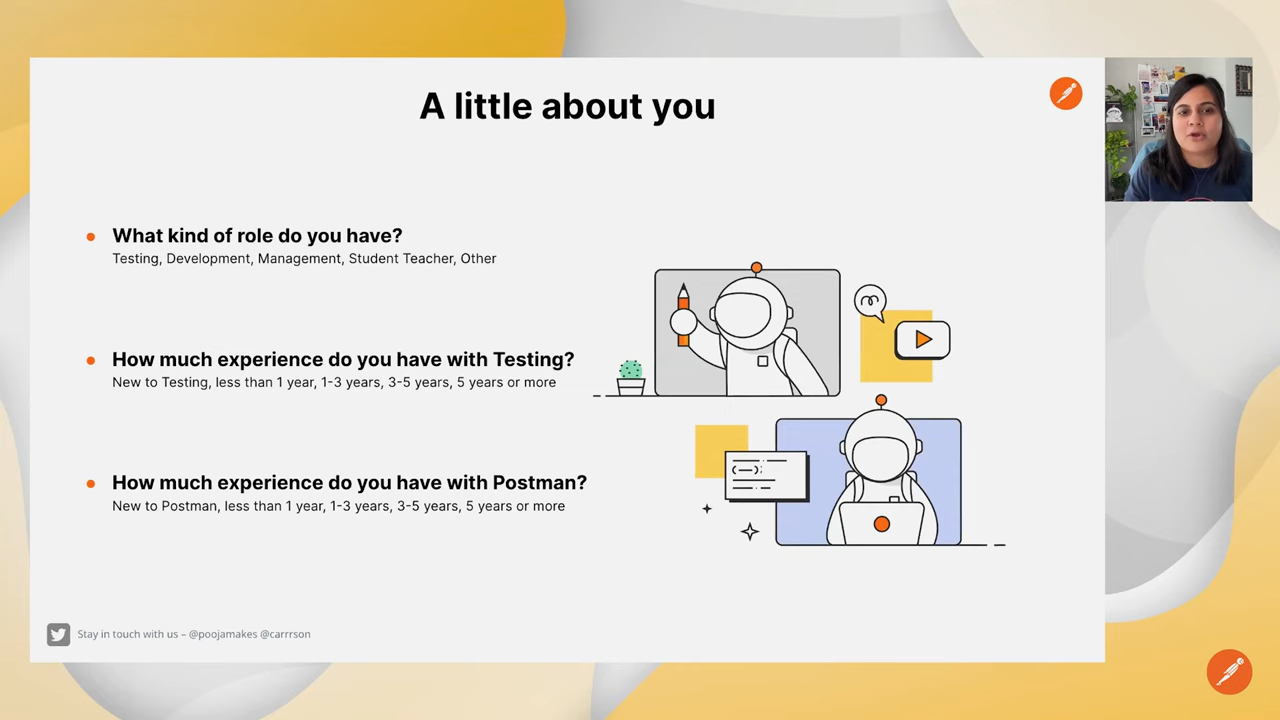 A little about you
What kind of role do you have?
Testing, Development, Management, Student Teacher, Other
How much experience do you have with Testing?
New to Testing, less than 1 year, 1-3 years, 3-5 years, 5 years or more
How much experience do you have with Postman?
New to Postman, less than 1 year, 1-3 years, 3-5 years, 5 years or more
Stay in touch with us – @poojamakes @carrrson